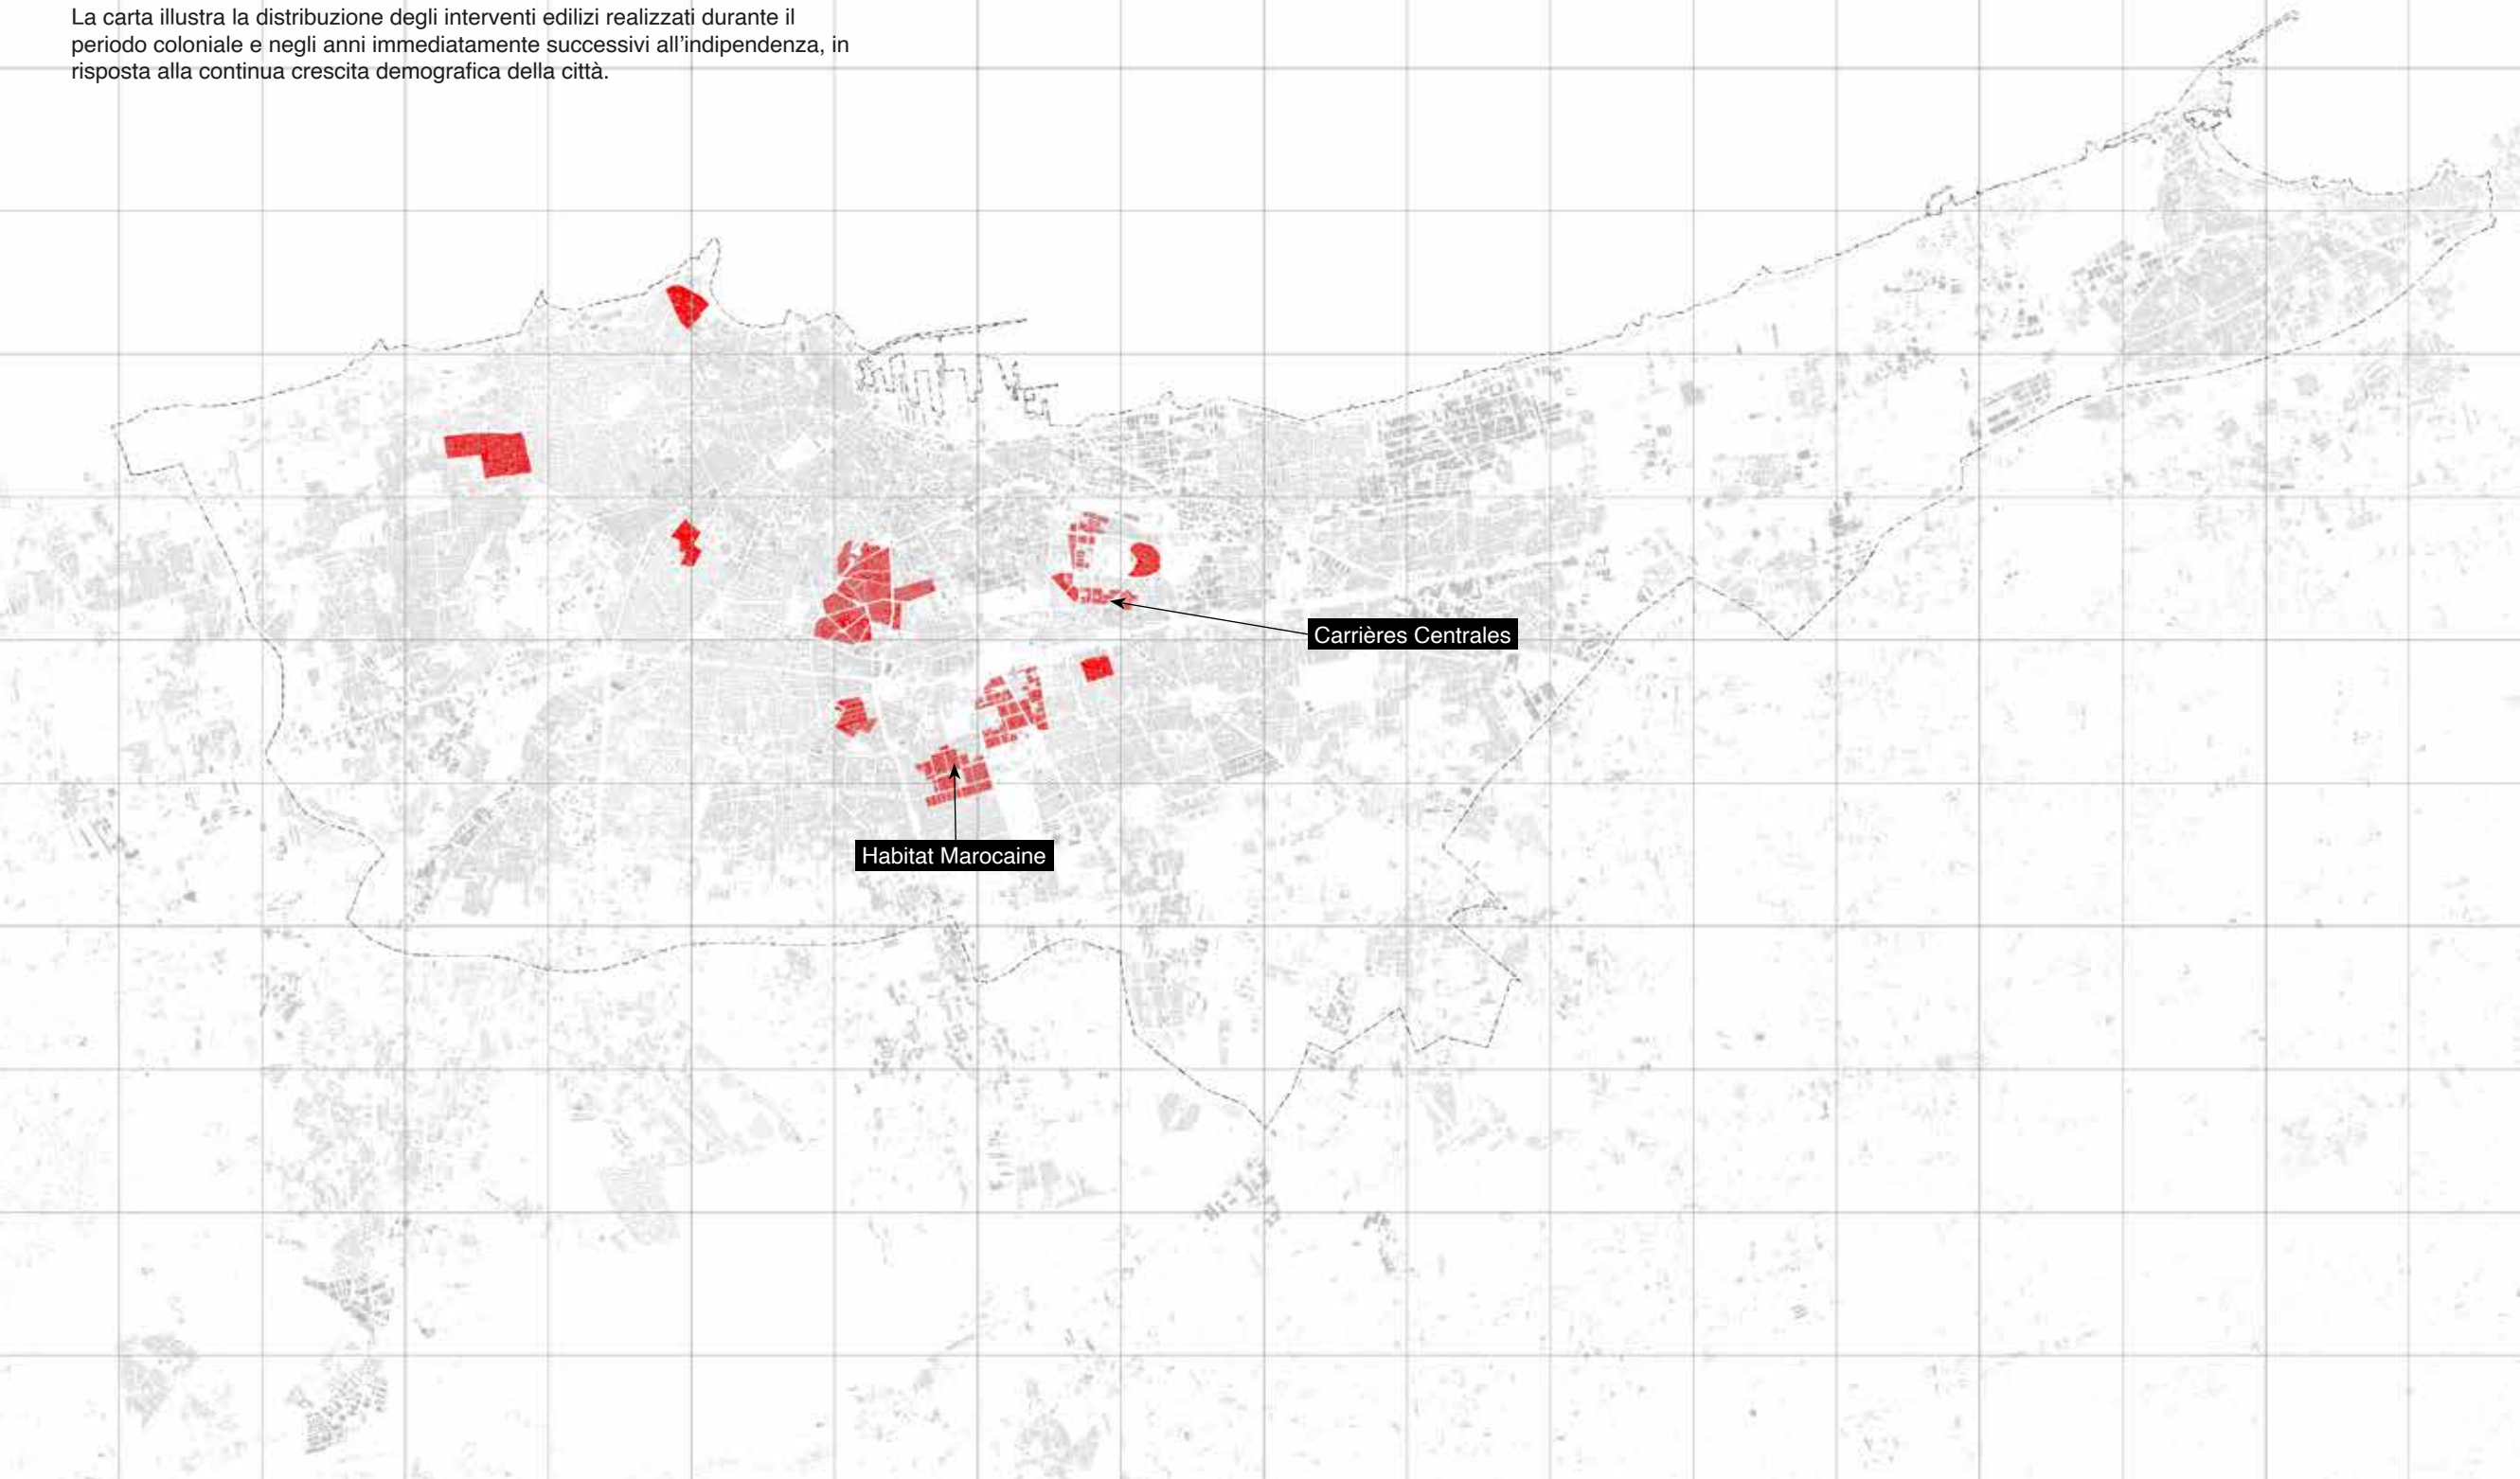 La carta illustra la distribuzione degli interventi edilizi realizzati durante il
periodo coloniale e negli anni immediatamente successivi all'indipendenza, in
risposta alla continua crescita demografica della città.
Carrières Centrales
Habitat Marocaine